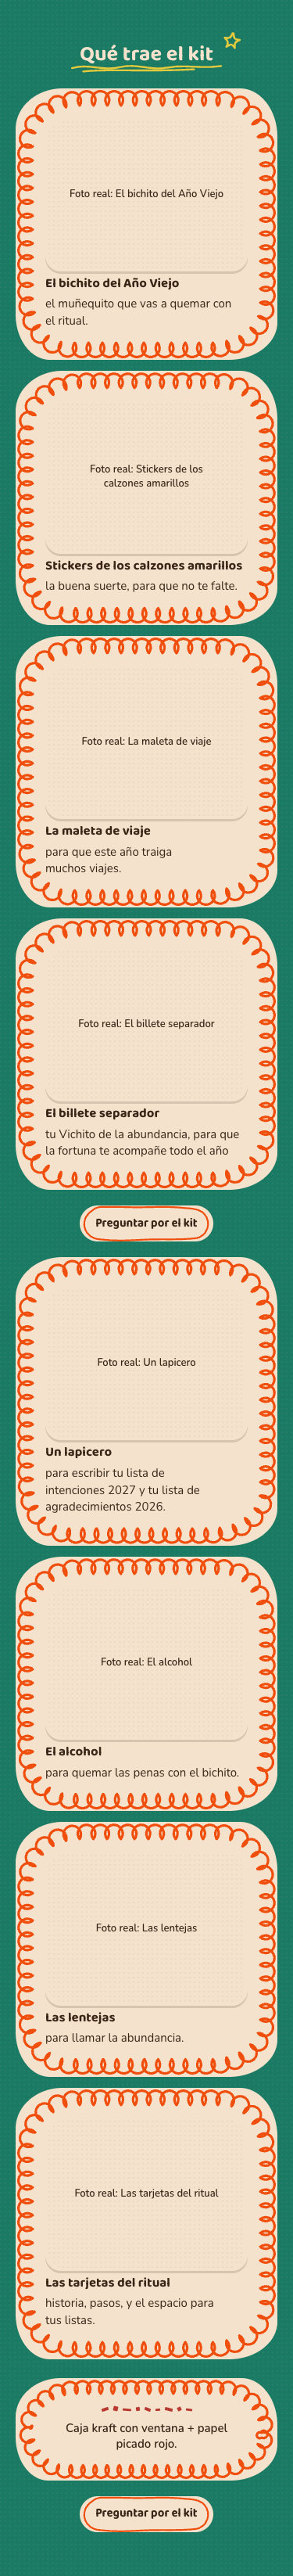 Qué trae el kit
Foto real: El bichito del Año Viejo
El bichito del Año Viejo
el muñequito que vas a quemar con
el ritual.
Foto real: Stickers de los
calzones amarillos
Stickers de los calzones amarillos
la buena suerte, para que no te falte.
Foto real: La maleta de viaje
La maleta de viaje
para que este año traiga
muchos viajes.
Foto real: El billete separador
El billete separador
tu Vichito de la abundancia, para que
la fortuna te acompañe todo el año
Preguntar por el kit
Foto real: Un lapicero
Un lapicero
para escribir tu lista de
intenciones 2027 y tu lista de
agradecimientos 2026.
Foto real: El alcohol
El alcohol
para quemar las penas con el bichito.
Foto real: Las lentejas
Las lentejas
para llamar la abundancia.
Foto real: Las tarjetas del ritual
Las tarjetas del ritual
historia, pasos, y el espacio para
tus listas.
Caja kraft con ventana + papel
picado rojo.
Preguntar por el kit